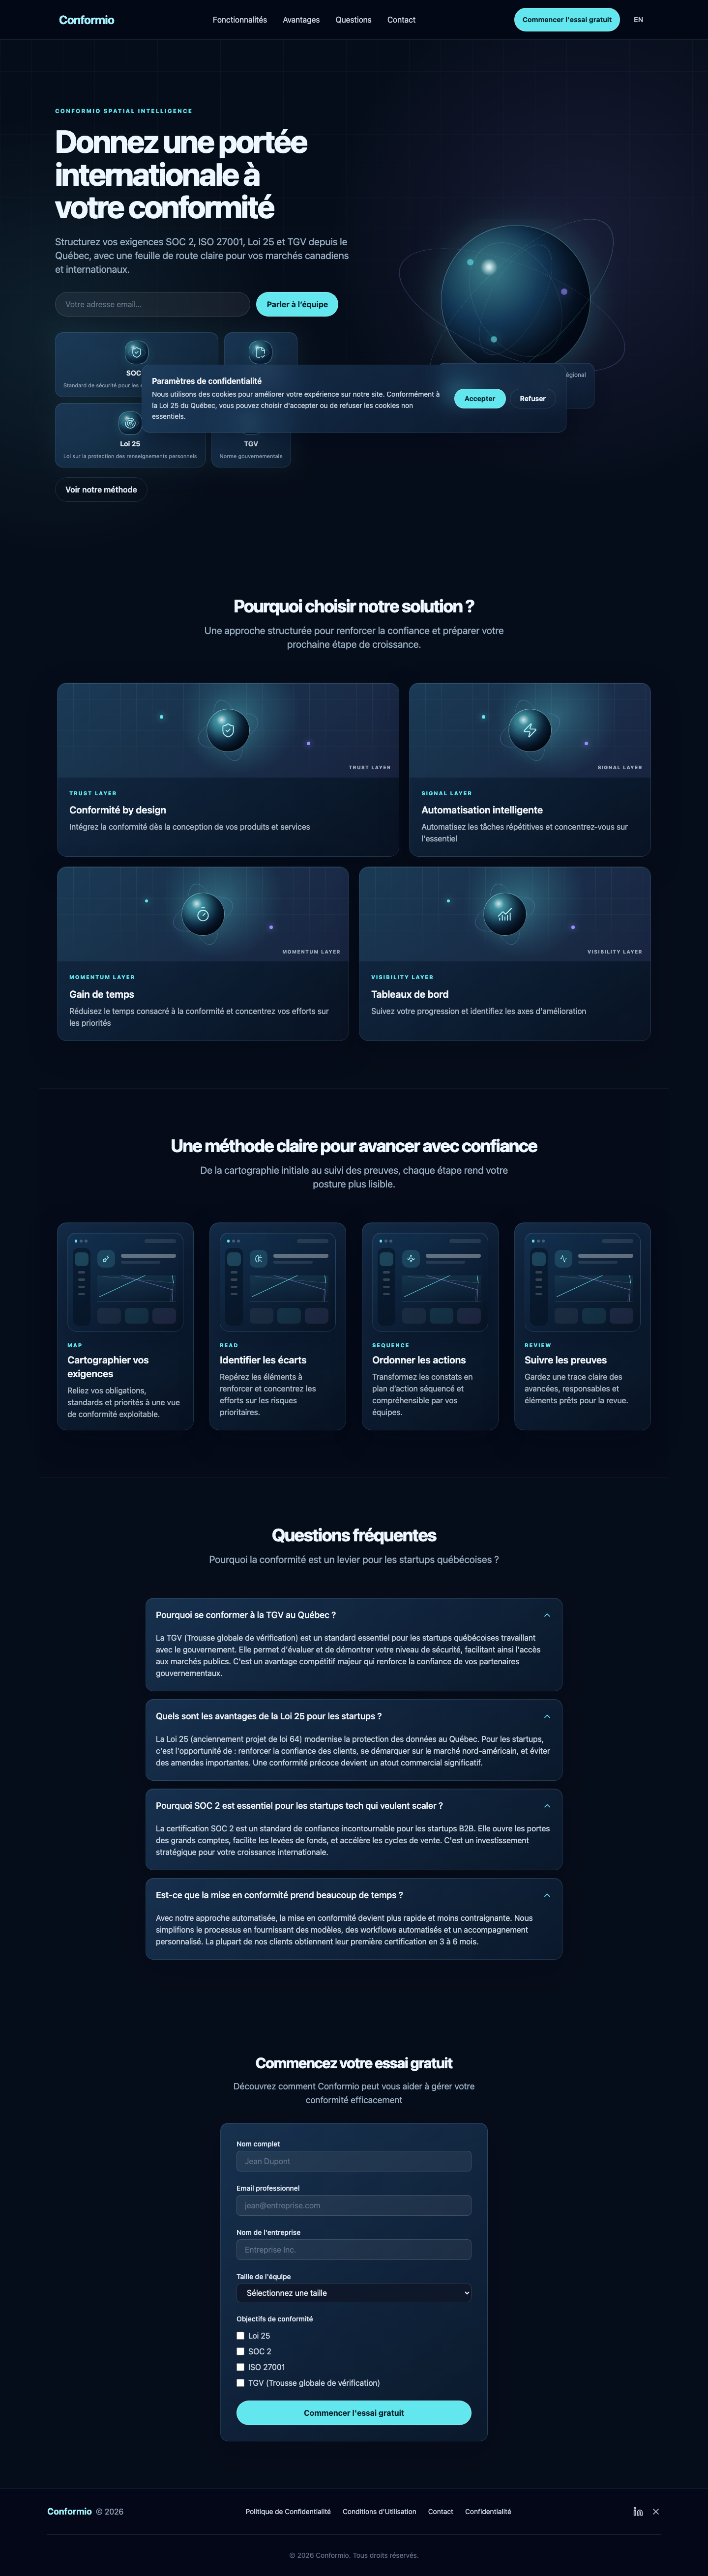 Conformio
Fonctionnalités
Avantages
Questions
Contact
Commencer l'essai gratuit
EN
CONFORMIO SPATIAL INTELLIGENCE
Donnez une portée
internationale à
votre conformité
Structurez vos exigences SOC 2, ISO 27001, Loi 25 et TGV depuis le
Québec, avec une feuille de route claire pour vos marchés canadiens
et internationaux.
Votre adresse email...
Parler à l'équipe
SOC
Standard de sécurité pour les
Paramètres de confidentialité
Nous utilisons des cookies pour améliorer votre expérience sur notre site. Conformément à
la Loi 25 du Québec, vous pouvez choisir d'accepter ou de refuser les cookies non
essentiels.
Accepter
Refuser
Loi 25
Loi sur la protection des renseignements personnels
TGV
Norme gouvernementale
Voir notre méthode
Pourquoi choisir notre solution ?
Une approche structurée pour renforcer la confiance et préparer votre
prochaine étape de croissance.
TRUST LAYER
TRUST LAYER
Conformité by design
Intégrez la conformité dès la conception de vos produits et services
SIGNAL LAYER
SIGNAL LAYER
Automatisation intelligente
Automatisez les tâches répétitives et concentrez-vous sur
l'essentiel
MOMENTUM LAYER
MOMENTUM LAYER
Gain de temps
Réduisez le temps consacré à la conformité et concentrez vos efforts sur
les priorités
VISIBILITY LAYER
VISIBILITY LAYER
Tableaux de bord
Suivez votre progression et identifiez les axes d'amélioration
Une méthode claire pour avancer avec confiance
De la cartographie initiale au suivi des preuves, chaque étape rend votre
posture plus lisible.
MAP
Cartographier vos
exigences
Reliez vos obligations,
standards et priorités à une vue
de conformité exploitable.
READ
Identifier les écarts
Repérez les éléments à
renforcer et concentrez les
efforts sur les risques
prioritaires.
SEQUENCE
Ordonner les actions
Transformez les constats en
plan d'action séquencé et
compréhensible par vos
équipes.
REVIEW
Suivre les preuves
Gardez une trace claire des
avancées, responsables et
éléments prêts pour la revue.
Questions fréquentes
Pourquoi la conformité est un levier pour les startups québécoises ?
Pourquoi se conformer à la TGV au Québec ?
La TGV (Trousse globale de vérification) est un standard essentiel pour les startups québécoises travaillant
avec le gouvernement. Elle permet d'évaluer et de démontrer votre niveau de sécurité, facilitant ainsi l'accès
aux marchés publics. C'est un avantage compétitif majeur qui renforce la confiance de vos partenaires
gouvernementaux.
Quels sont les avantages de la Loi 25 pour les startups ?
La Loi 25 (anciennement projet de loi 64) modernise la protection des données au Québec. Pour les startups,
c'est l'opportunité de : renforcer la confiance des clients, se démarquer sur le marché nord-américain, et éviter
des amendes importantes. Une conformité précoce devient un atout commercial significatif.
Pourquoi SOC 2 est essentiel pour les startups tech qui veulent scaler ?
La certification SOC 2 est un standard de confiance incontournable pour les startups B2B. Elle ouvre les portes
des grands comptes, facilite les levées de fonds, et accélère les cycles de vente. C'est un investissement
stratégique pour votre croissance internationale.
Est-ce que la mise en conformité prend beaucoup de temps ?
Avec notre approche automatisée, la mise en conformité devient plus rapide et moins contraignante. Nous
simplifions le processus en fournissant des modèles, des workflows automatisés et un accompagnement
personnalisé. La plupart de nos clients obtiennent leur première certification en 3 à 6 mois.
Commencez votre essai gratuit
Découvrez comment Conformio peut vous aider à gérer votre
conformité efficacement
Nom complet
Jean Dupont
Email professionnel
jean@entreprise.com
Nom de l'entreprise
Entreprise Inc.
Taille de l'équipe
Sélectionnez une taille
Objectifs de conformité
Loi 25
SOC 2
ISO 27001
TGV (Trousse globale de vérification)
Commencer l'essai gratuit
Conformio © 2026
Politique de Confidentialité
Conditions d'Utilisation
Contact
Confidentialité
© 2026 Conformio. Tous droits réservés.